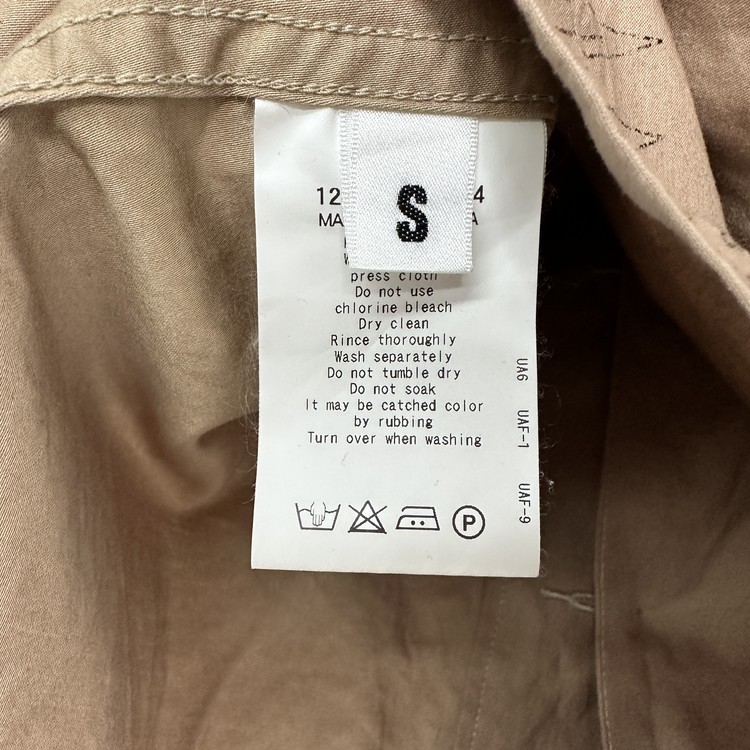 S
press cloth
Do not use
chlorine bleach
Dry clean
Rince thoroughly
Wash separately
Do not tumble dry
Do not soak
It may be catched color
by rubbing
Turn over when washing
P
UA6 UAF-1 UAF-9